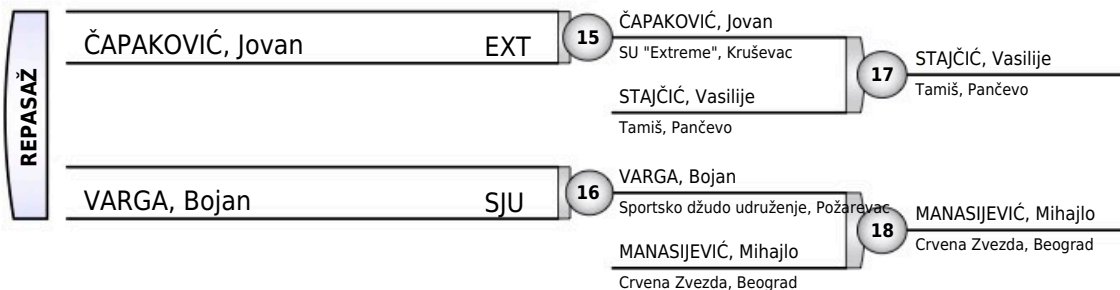 REPASAŽ
ČAPAKOVIĆ, Jovan EXT
15
ČAPAKOVIĆ, Jovan
SU "Extreme", Kruševac
STAJČIĆ, Vasilije
Tamiš, Pančevo
17
STAJČIĆ, Vasilije
Tamiš, Pančevo
VARGA, Bojan SJU
16
VARGA, Bojan
Sportsko džudo udruženje, Požarevac
MANASIJEVIĆ, Mihajlo
Crvena Zvezda, Beograd
18
MANASIJEVIĆ, Mihajlo
Crvena Zvezda, Beograd